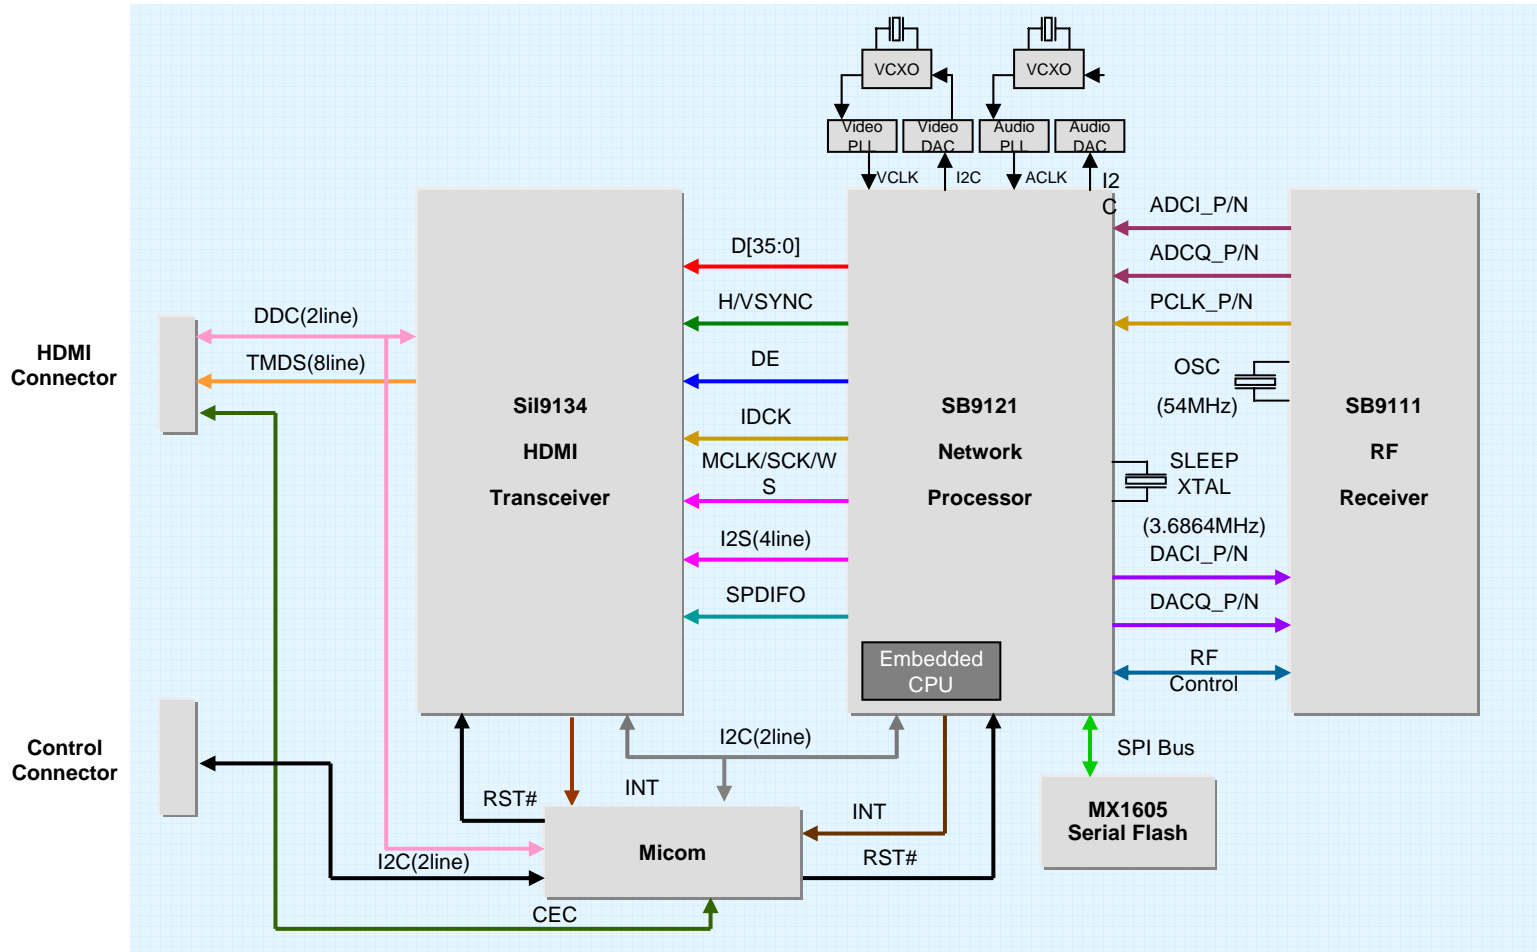 VCXO
VCXO
Video
PLL
Video
DAC
Audio
PLL
Audio
DAC
VCLK
I2C
ACLK
I2
C
ADCI_P/N
D[35:0]
ADCQ_P/N
H/VSYNC
PCLK_P/N
DDC(2line)
HDMI
Connector
TMDS(8line)
DE
OSC
(54MHz)
SiI9134
HDMI
Transceiver
IDCK
MCLK/SCK/W
S
SB9121
Network
Processor
SLEEP
XTAL
(3.6864MHz)
SB9111
RF
Receiver
I2S(4line)
DACI_P/N
SPDIFO
DACQ_P/N
Embedded
CPU
RF
Control
Control
Connector
I2C(2line)
SPI Bus
RST#
INT
INT
MX1605
Serial Flash
Micom
I2C(2line)
RST#
CEC